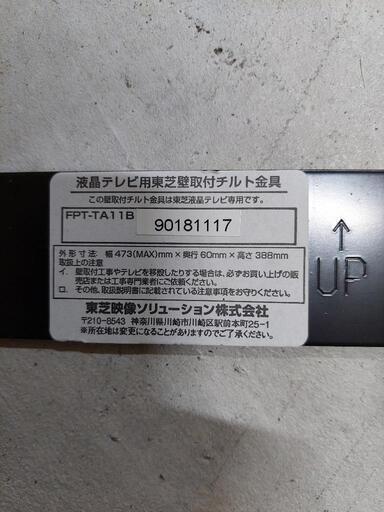 液晶テレビ用東芝壁取付チルト金具
この壁取付チルト金具は東芝液晶テレビ専用です。
FPT-TA11B
90181117
外形寸法: 幅473(MAX)mm×奥行60mm×高さ388mm
取扱上の注意
イ. 壁取付工事やテレビを移設したりする場合は、必ずお買い上げの販
売店または工事専門業者にご依頼ください。
ロ. その他、取扱説明書に記載されている注意事項をお守りください。
東芝映像ソリューション株式会社
〒210-8543 神奈川県川崎市川崎区駅前本町25-1
※所在地は変更になることがありますのでご了承ください。
↑
UP